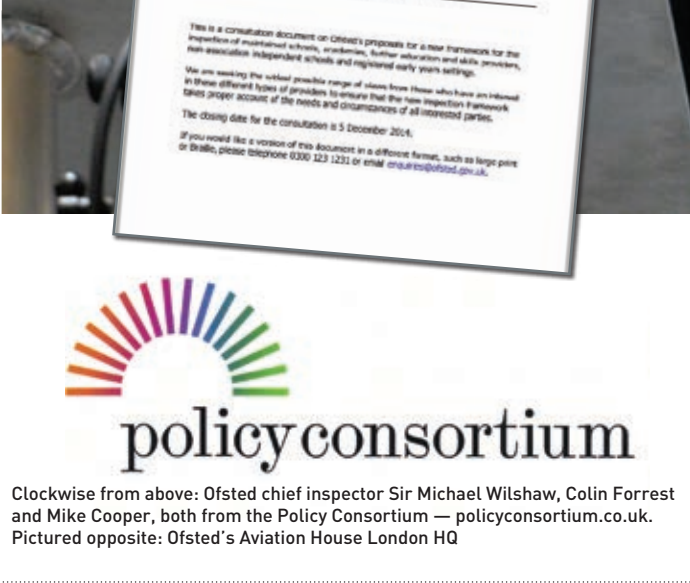 This is a consultation document on Ofsted's proposals for a new framework for the
inspection of maintained schools, academies, further education and skills providers,
non-association independent schools and registered early years settings.
We are seeking the widest possible range of views from those who have an interest
in these different types of providers to ensure that the new inspection framework
takes proper account of the needs and circumstances of all interested parties.
The closing date for the consultation is 5 December 2014.
If you would like a version of this document in a different format, such as large print
or Braille, please telephone 0300 123 1231 or email enquiries@ofsted.gov.uk.
policyconsortium
Clockwise from above: Ofsted chief inspector Sir Michael Wilshaw, Colin Forrest
and Mike Cooper, both from the Policy Consortium — policyconsortium.co.uk.
Pictured opposite: Ofsted's Aviation House London HQ